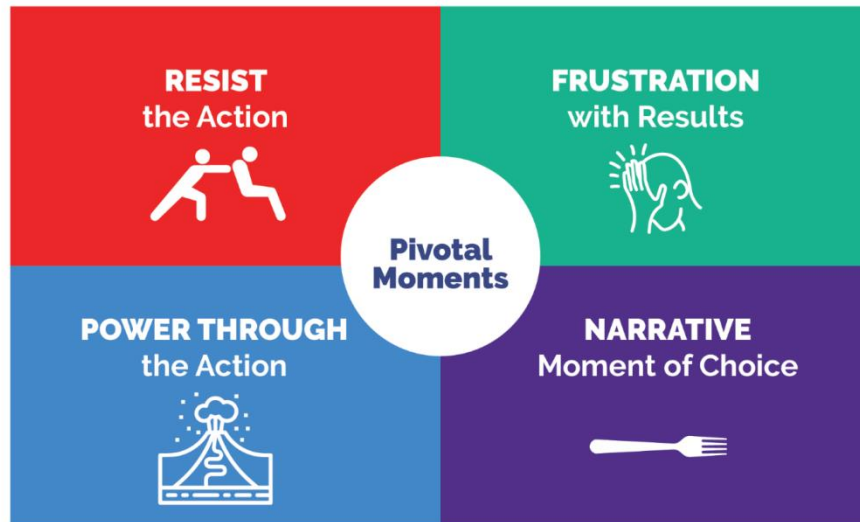 RESIST
the Action
FRUSTRATION
with Results
Pivotal
Moments
POWER THROUGH
the Action
NARRATIVE
Moment of Choice